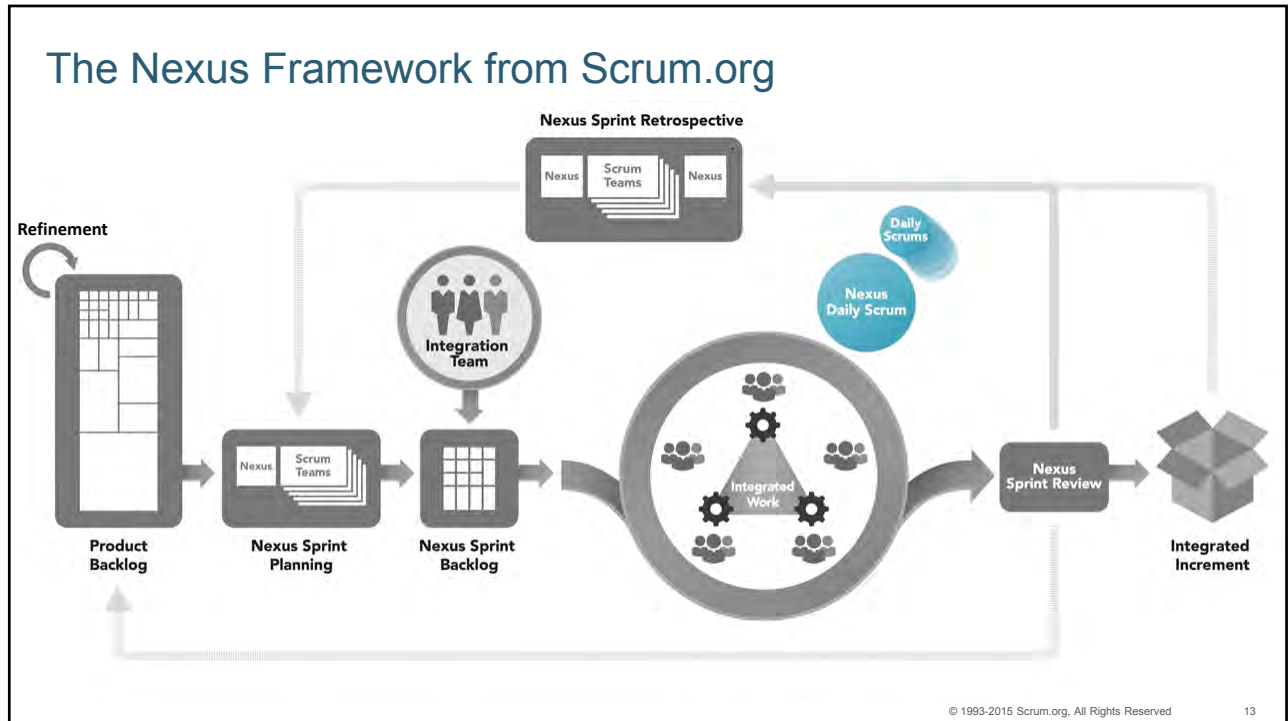 The Nexus Framework from Scrum.org
Nexus Sprint Retrospective
Nexus
Scrum
Teams
Nexus
Refinement
Daily
Scrums
Nexus
Daily Scrum
Integration
Team
Nexus
Scrum
Teams
Integrated
Work
Nexus
Sprint Review
Product
Backlog
Nexus Sprint
Planning
Nexus Sprint
Backlog
Integrated
Increment
© 1993-2015 Scrum.org, All Rights Reserved
13